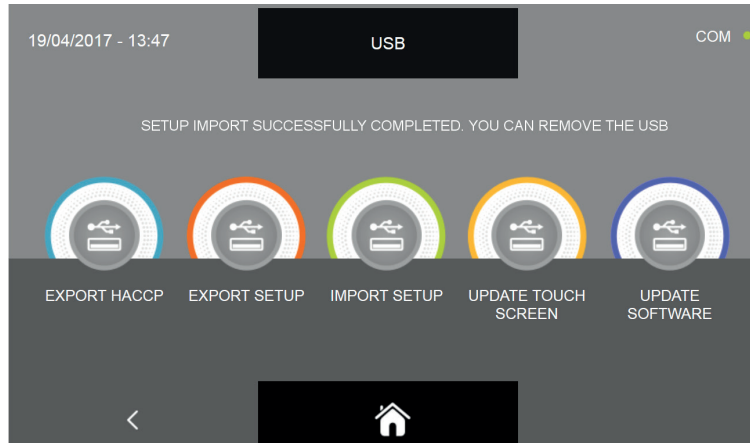 19/04/2017 - 13:47
USB
COM
SETUP IMPORT SUCCESSFULLY COMPLETED. YOU CAN REMOVE THE USB
EXPORT HACCP
EXPORT SETUP
IMPORT SETUP
UPDATE TOUCH
SCREEN
UPDATE
SOFTWARE